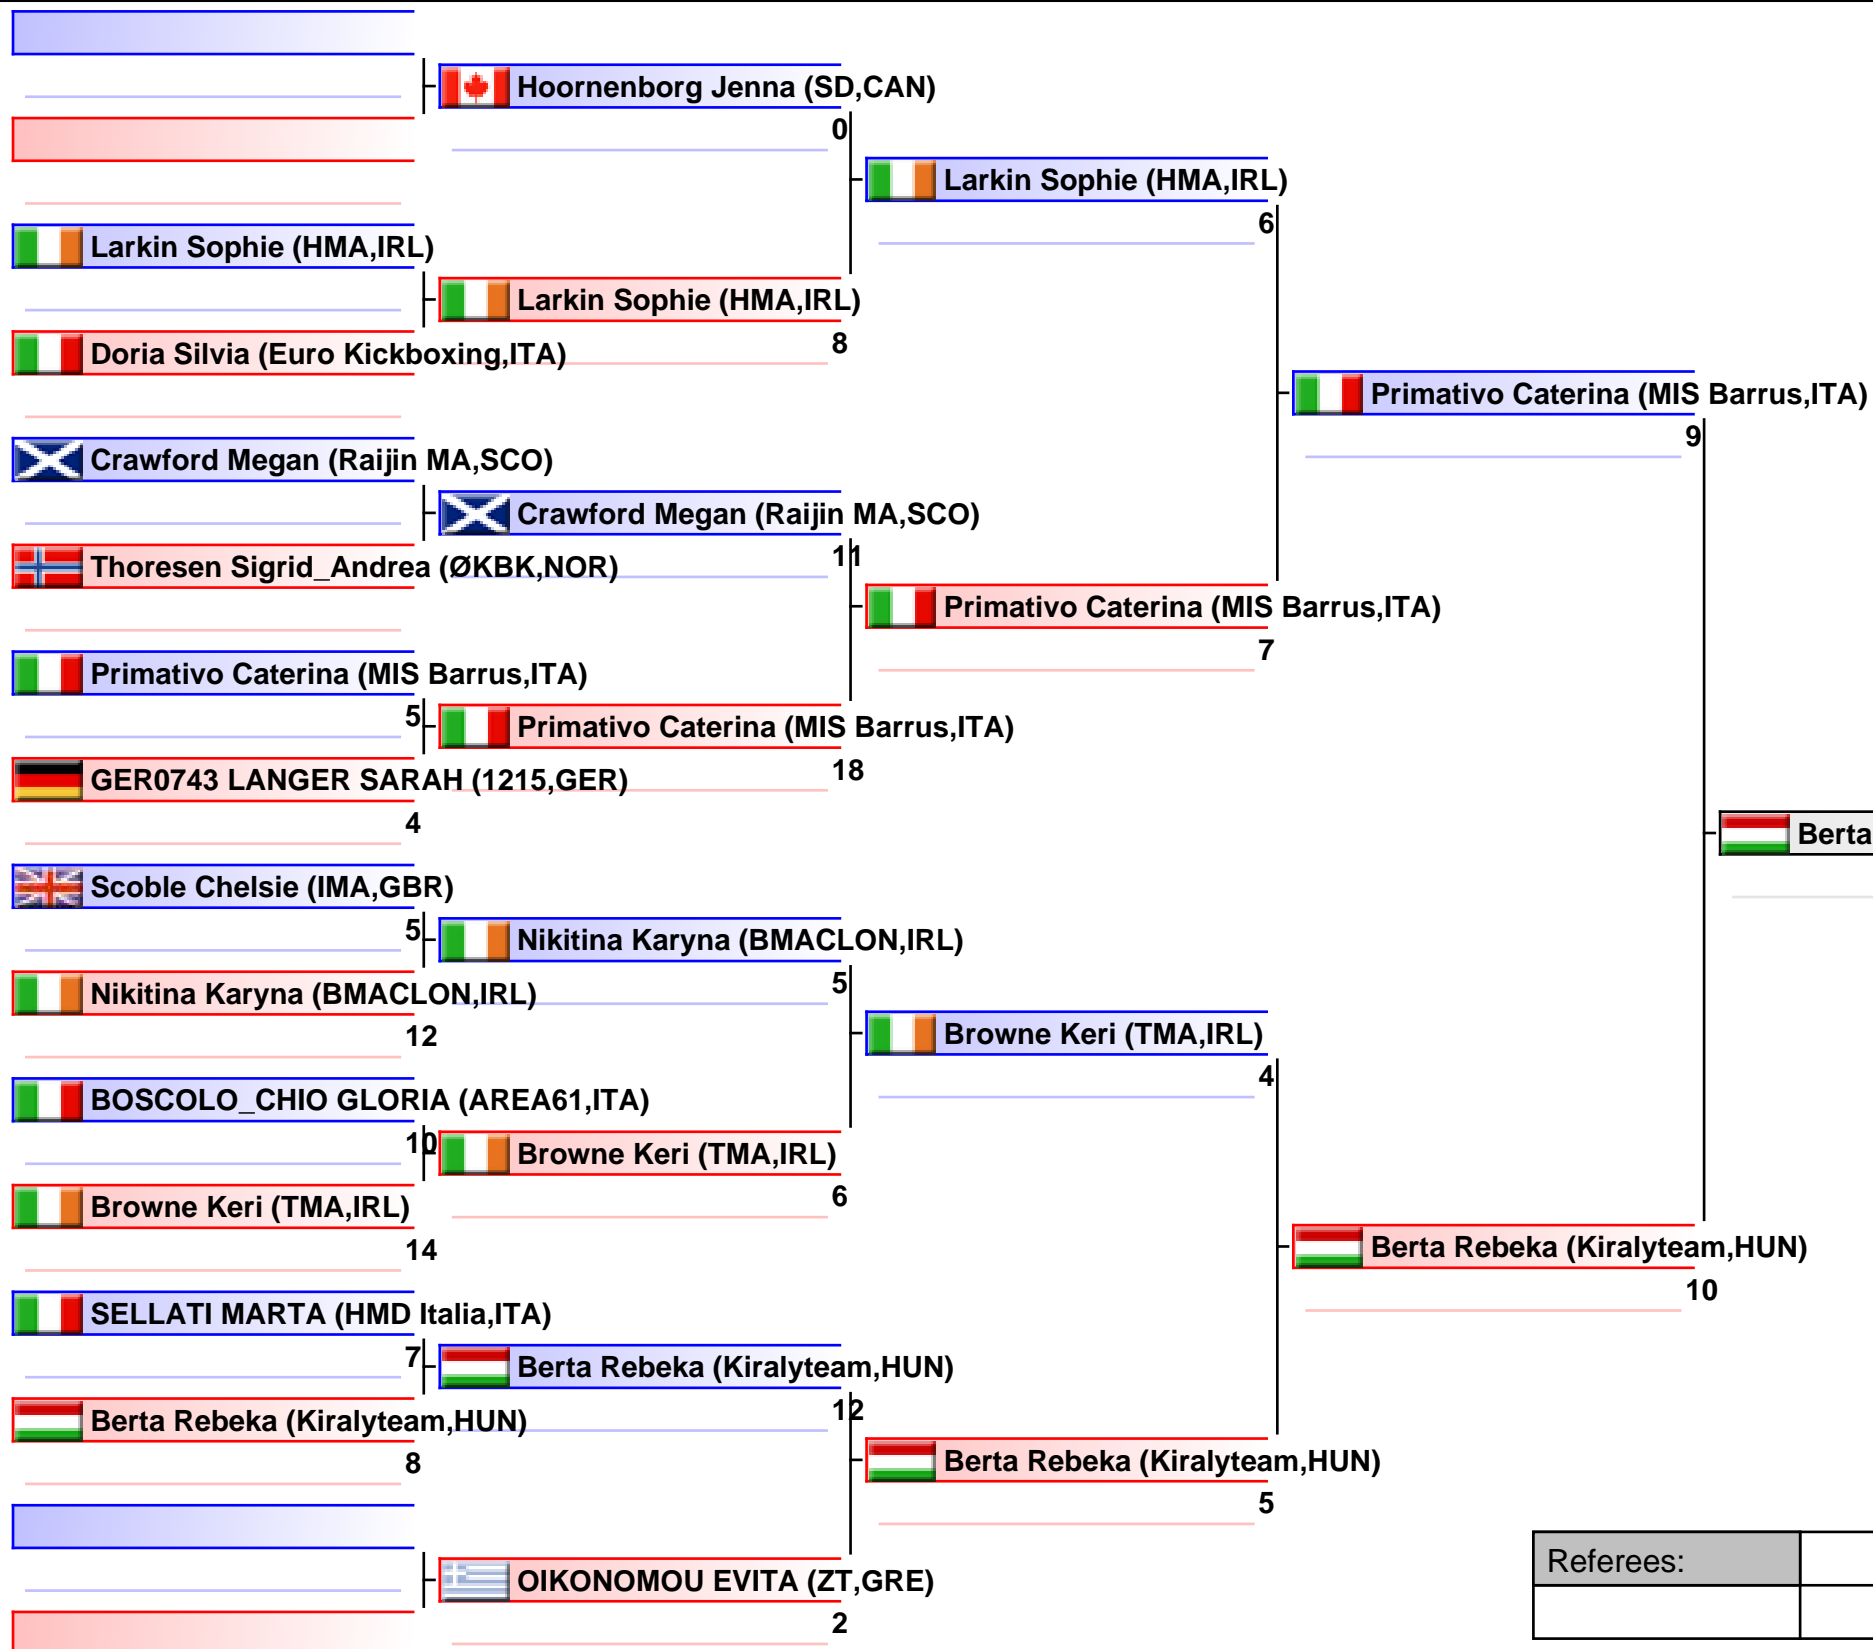 Hoornenborg Jenna (SD,CAN)
0
Larkin Sophie (HMA,IRL)
6
Larkin Sophie (HMA,IRL)
Larkin Sophie (HMA,IRL)
8
Doria Silvia (Euro Kickboxing,ITA)
Primativo Caterina (MIS Barrus,ITA)
9
Crawford Megan (Raijin MA,SCO)
Crawford Megan (Raijin MA,SCO)
11
Thoresen Sigrid_Andrea (ØKBK,NOR)
Primativo Caterina (MIS Barrus,ITA)
7
Primativo Caterina (MIS Barrus,ITA)
5
Primativo Caterina (MIS Barrus,ITA)
18
GER0743 LANGER SARAH (1215,GER)
4
Berta
Scoble Chelsie (IMA,GBR)
5
Nikitina Karyna (BMACLON,IRL)
5
Nikitina Karyna (BMACLON,IRL)
12
Browne Keri (TMA,IRL)
4
BOSCOLO_CHIO GLORIA (AREA61,ITA)
10
Browne Keri (TMA,IRL)
6
Browne Keri (TMA,IRL)
14
Berta Rebeka (Kiralyteam,HUN)
10
SELLATI MARTA (HMD Italia,ITA)
7
Berta Rebeka (Kiralyteam,HUN)
12
Berta Rebeka (Kiralyteam,HUN)
8
Berta Rebeka (Kiralyteam,HUN)
5
OIKONOMOU EVITA (ZT,GRE)
2
Referees: